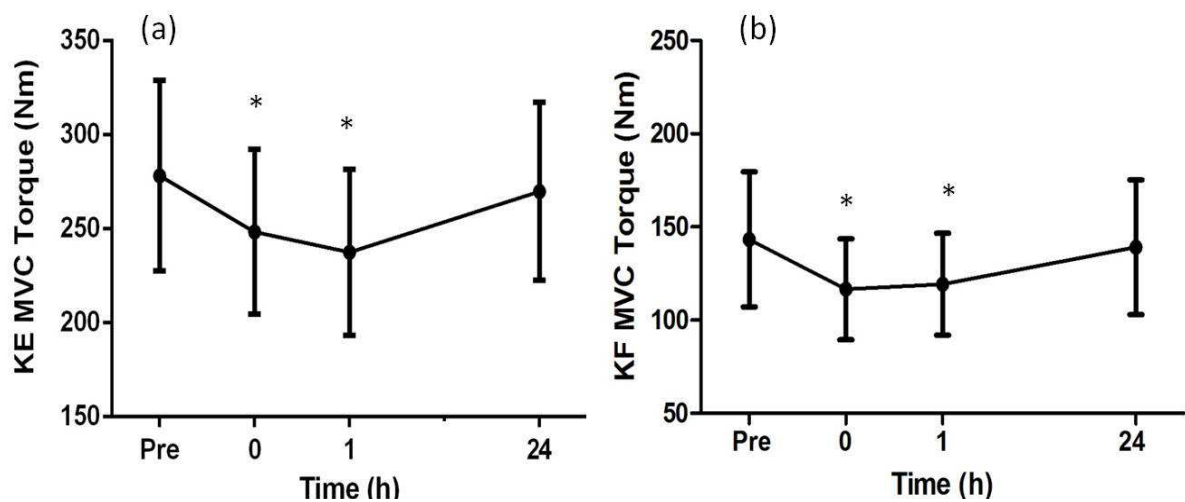 (a)
KE MVC Torque (Nm)
350
300
250
200
150
*
*
Pre 0 1 24
Time (h)
(b)
KF MVC Torque (Nm)
250
200
150
100
50
*
*
Pre 0 1 24
Time (h)